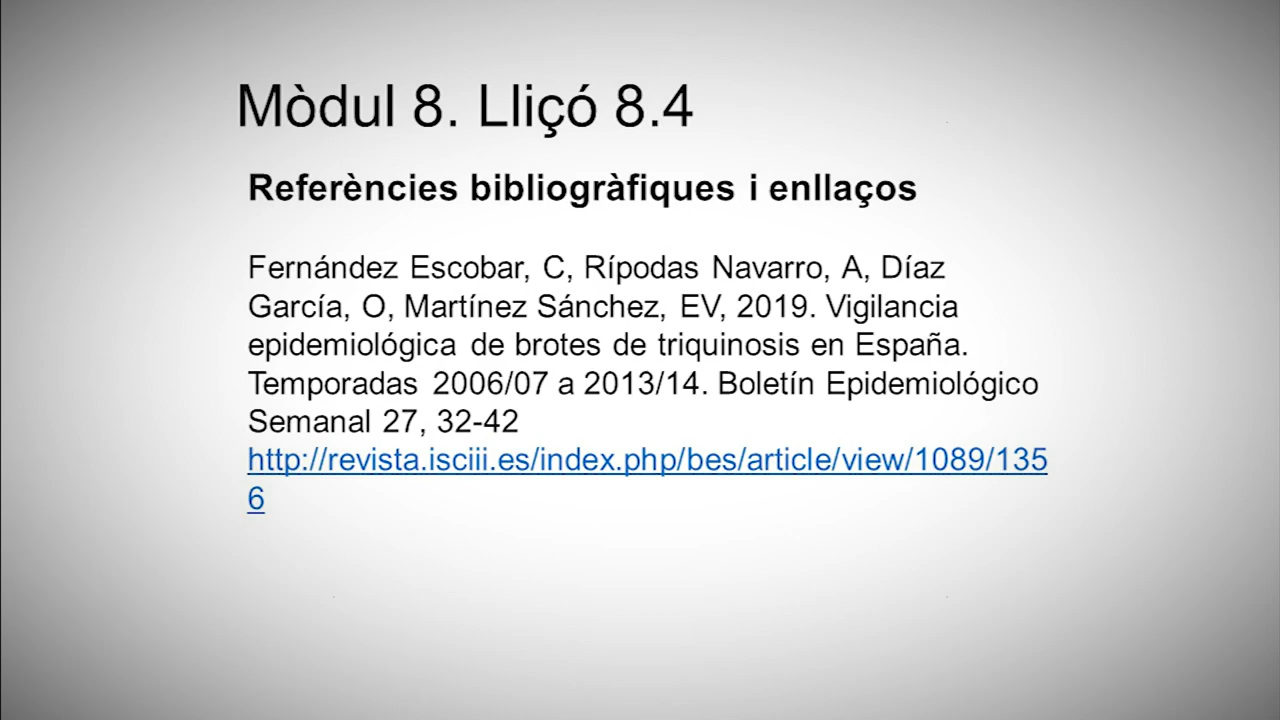 Mòdul 8. Lliçó 8.4
Referències bibliogràfiques i enllaços
Fernández Escobar, C, Rípodas Navarro, A, Díaz
García, O, Martínez Sánchez, EV, 2019. Vigilancia
epidemiológica de brotes de triquinosis en España.
Temporadas 2006/07 a 2013/14. Boletín Epidemiológico
Semanal 27, 32-42
http://revista.isciii.es/index.php/bes/article/view/1089/135
6